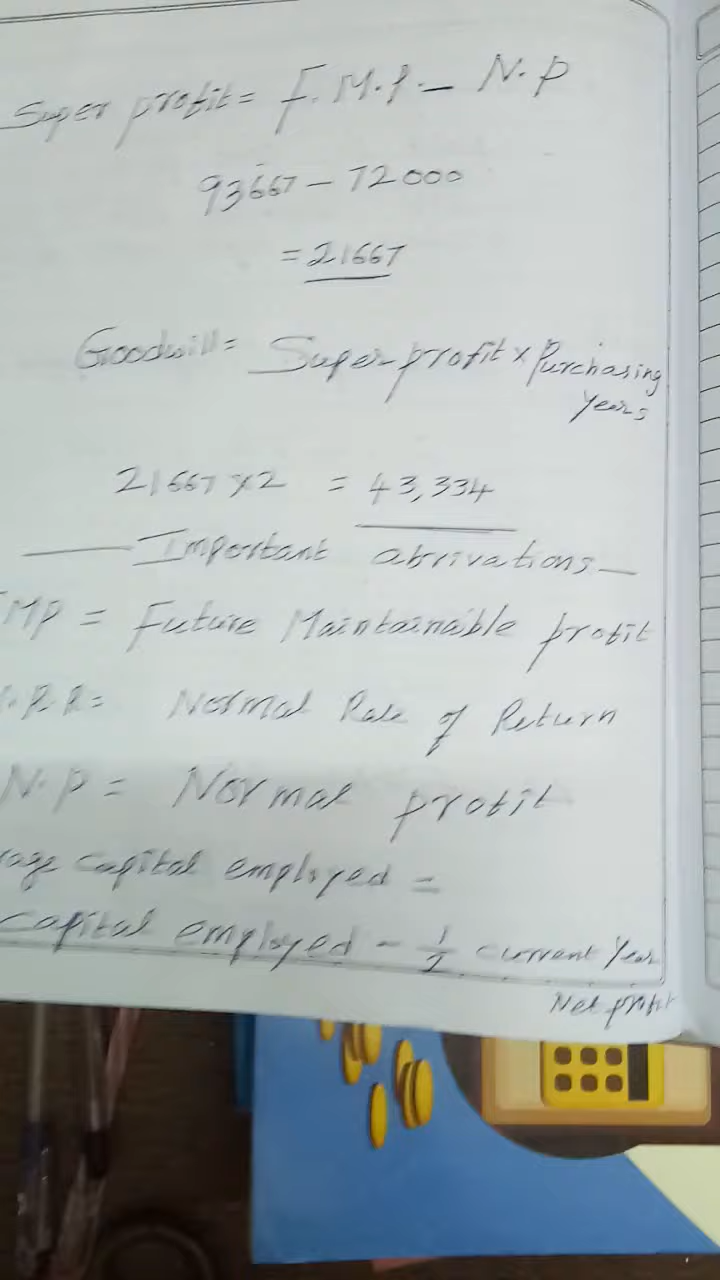 Super profit = F.M.P. - N.P
93667 - 72000
= 21667
Goodwill = Super profit × Purchasing
years
21667 × 2 = 43,334
Important abrivations
MP = Future Maintainable profit
.R.R = Normal Rate of Return
N.P = Normal profit
age capital employed =
capital employed - 1/2 current year
Net profit